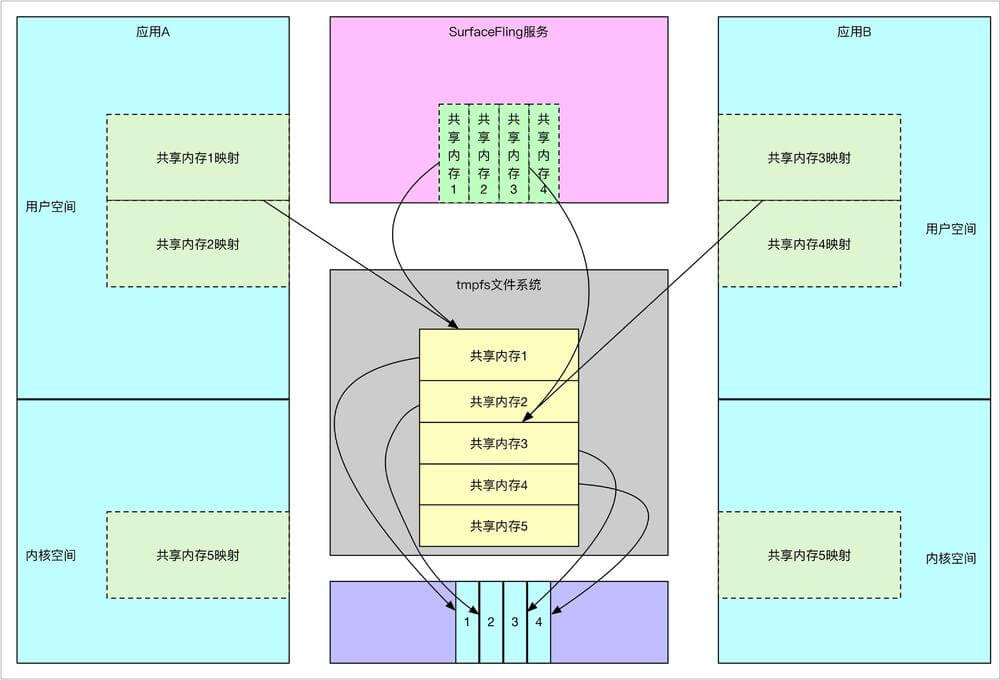 应用A
用户空间
共享内存1映射
共享内存2映射
内核空间
共享内存5映射
SurfaceFling服务
共享内存1
共享内存2
共享内存3
共享内存4
tmpfs文件系统
共享内存1
共享内存2
共享内存3
共享内存4
共享内存5
1
2
3
4
应用B
共享内存3映射
共享内存4映射
用户空间
共享内存5映射
内核空间